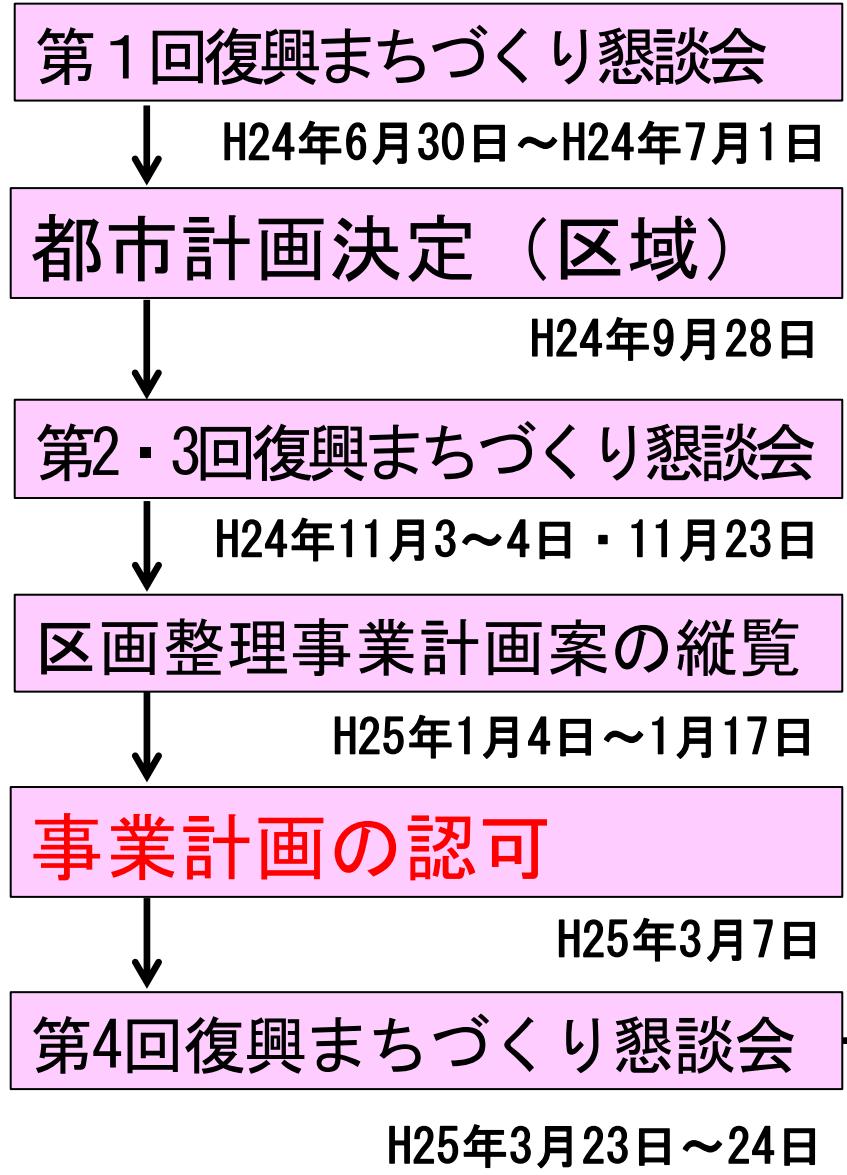 第１回復興まちづくり懇談会
H24年6月30日～H24年7月1日
都市計画決定（区域）
H24年9月28日
第2・3回復興まちづくり懇談会
H24年11月3～4日・11月23日
区画整理事業計画案の縦覧
H25年1月4日～1月17日
事業計画の認可
H25年3月7日
第4回復興まちづくり懇談会
H25年3月23日～24日